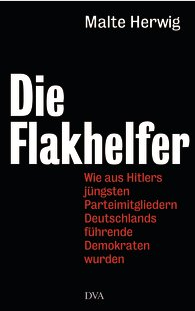 Malte Herwig
Die
Flakhelfer
Wie aus Hitlers
jüngsten
Parteimitgliedern
Deutschlands
führende
Demokraten
wurden
DVA